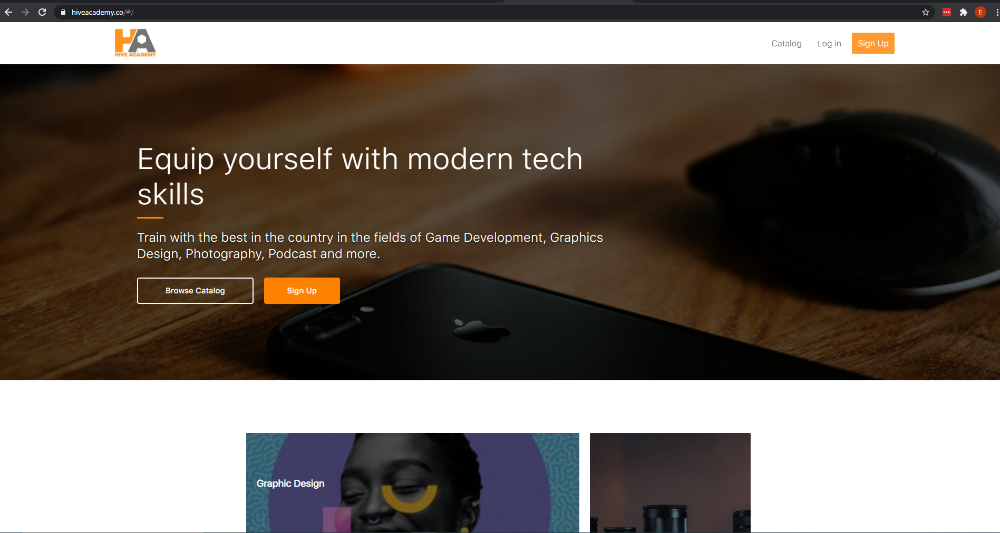 hiveacademy.co/#/
E
HA
HIVE ACADEMY
Catalog
Log in
Sign Up
Equip yourself with modern tech
skills
Train with the best in the country in the fields of Game Development, Graphics
Design, Photography, Podcast and more.
Browse Catalog
Sign Up
Graphic Design